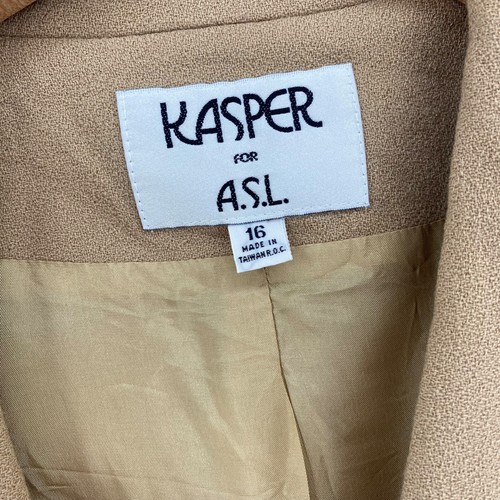 KASPER
FOR
A.S.L.
16
MADE IN
TAIWAN R.O.C.